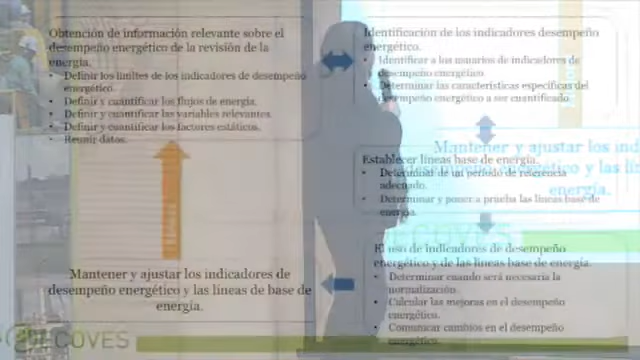 Obtención de información relevante sobre el
desempeño energético de la revisión de la
energía.
• Definir los límites de los indicadores de desempeño
energético.
• Definir y cuantificar los flujos de energía.
• Definir y cuantificar las variables relevantes.
• Definir y cuantificar los factores estáticos.
• Reunir datos.
Mantener y ajustar los indicadores de
desempeño energético y las líneas de base de
energía.
Identificación de los indicadores desempeño
energético.
• Identificar a los usuarios de indicadores de
desempeño energético.
• Determinar las características específicas del
desempeño energético a ser cuantificado.
Mantener y ajustar los ind
desempeño energético y las lí
energía.
Establecer líneas base de energía.
• Determinar de un período de referencia
adecuado.
• Determinar y poner a prueba las líneas base de
energía.
El uso de indicadores de desempeño
energético y de las líneas base de energía.
• Determinar cuando será necesaria la
normalización.
• Calcular las mejoras en el desempeño
energético.
• Comunicar cambios en el desempeño
energético.
COVES